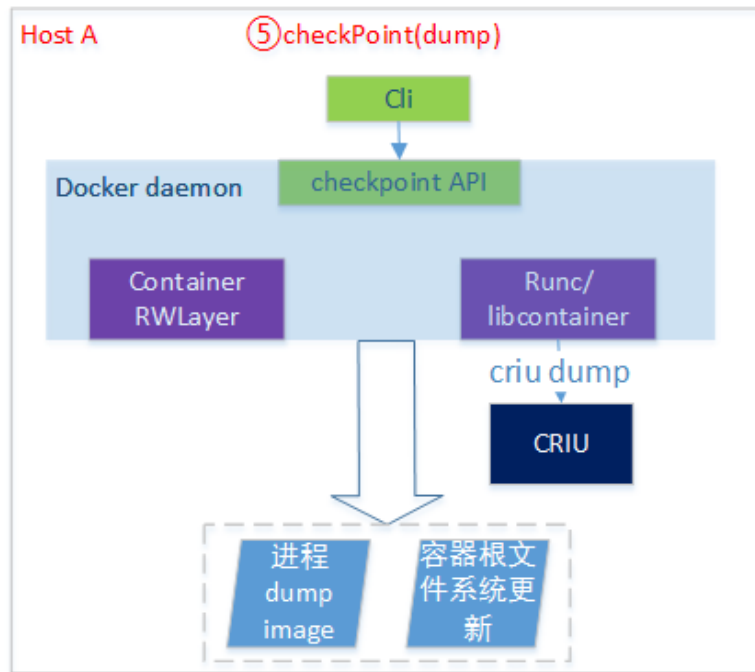 Host A
⑤checkPoint(dump)
Cli
checkpoint API
Docker daemon
Container
RWLayer
Runc/
libcontainer
criu dump
CRIU
进程
dump
image
容器根文
件系统更
新